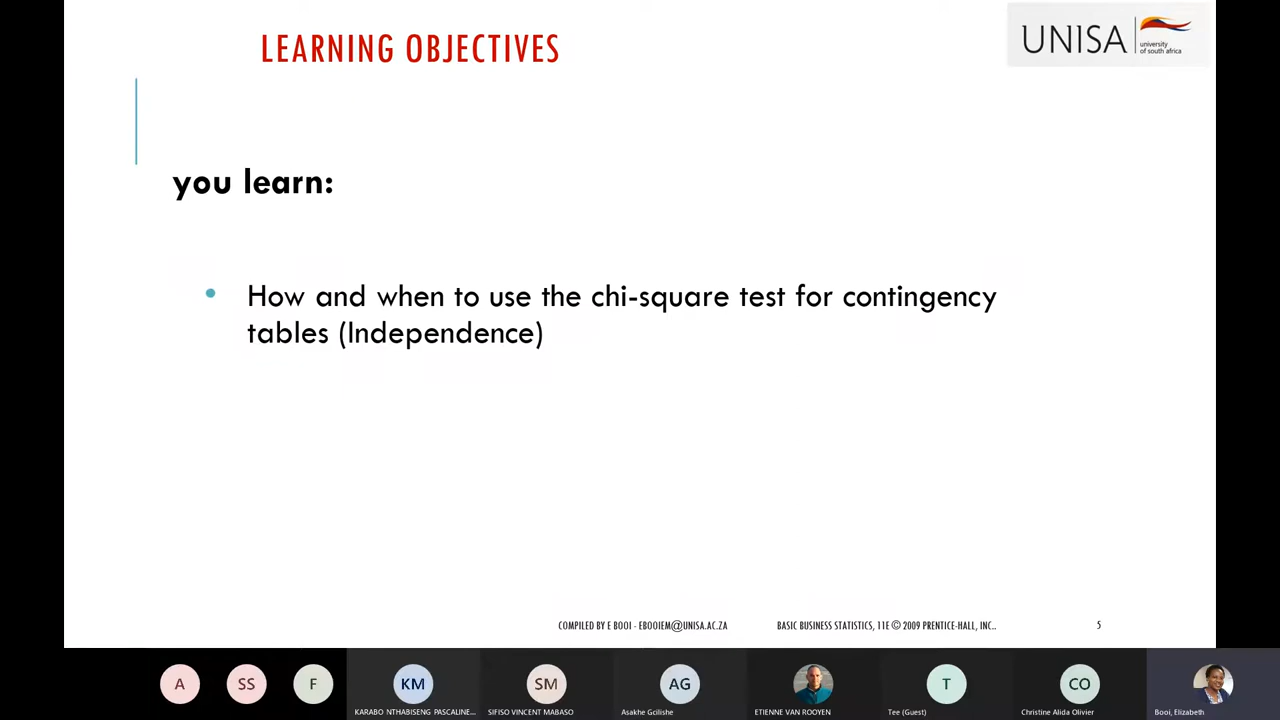 LEARNING OBJECTIVES
UNISA
university
of south africa
you learn:
• How and when to use the chi-square test for contingency
tables (Independence)
COMPILED BY E BOOI - EBOOIEM@UNISA.AC.ZA
BASIC BUSINESS STATISTICS, 11E © 2009 PRENTICE-HALL, INC..
5
A
SS
F
KM
SM
AG
T
CO
KARABO NTHABISENG PASCALINE...
SIFISO VINCENT MABASO
Asakhe Gcilishe
ETIENNE VAN ROOYEN
Tee (Guest)
Christine Alida Olivier
Booi, Elizabeth